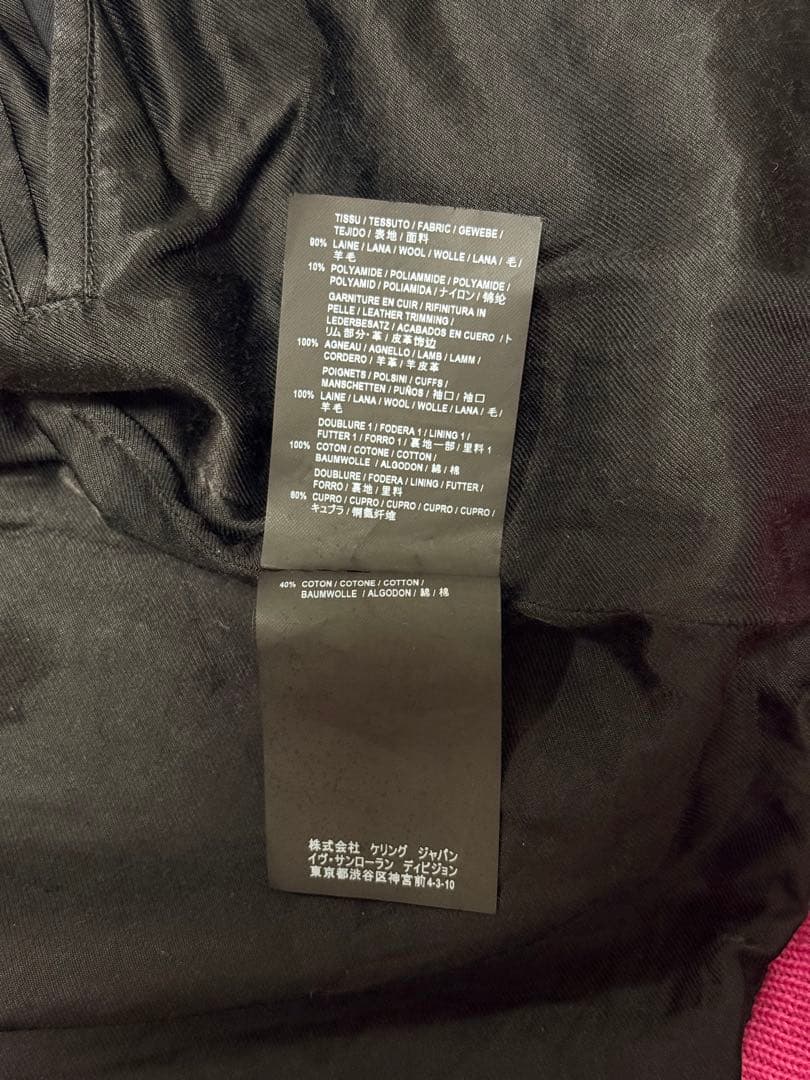 TISSU / TESSUTO / FABRIC / GEWEBE /
TEJIDO / 表地 / 面料
90% LAINE / LANA / WOOL / WOLLE / LANA / 毛 /
羊毛
10% POLYAMIDE / POLIAMMIDE / POLYAMIDE /
POLYAMID / POLIAMIDA / ナイロン / 锦纶
GARNITURE EN CUIR / RIFINITURA IN
PELLE / LEATHER TRIMMING /
LEDERBESATZ / ACABADOS EN CUERO / ト
リム部分・革 / 皮革饰边
100% AGNEAU / AGNELLO / LAMB / LAMM /
CORDERO / 羊革 / 羊皮革
POIGNETS / POLSINI / CUFFS /
MANSCHETTEN / PUÑOS / 袖口 / 袖口
100% LAINE / LANA / WOOL / WOLLE / LANA / 毛 /
羊毛
DOUBLURE 1 / FODERA 1 / LINING 1 /
FUTTER 1 / FORRO 1 / 裏地一部 / 里料 1
100% COTON / COTONE / COTTON /
BAUMWOLLE / ALGODON / 綿 / 棉
DOUBLURE / FODERA / LINING / FUTTER /
FORRO / 裏地 / 里料
60% CUPRO / CUPRO / CUPRO / CUPRO / CUPRO /
キュプラ / 铜氨纤维
40% COTON / COTONE / COTTON /
BAUMWOLLE / ALGODON / 綿 / 棉
株式会社 ケリング ジャパン
イヴ・サンローラン ディビジョン
東京都渋谷区神宮前4-3-10